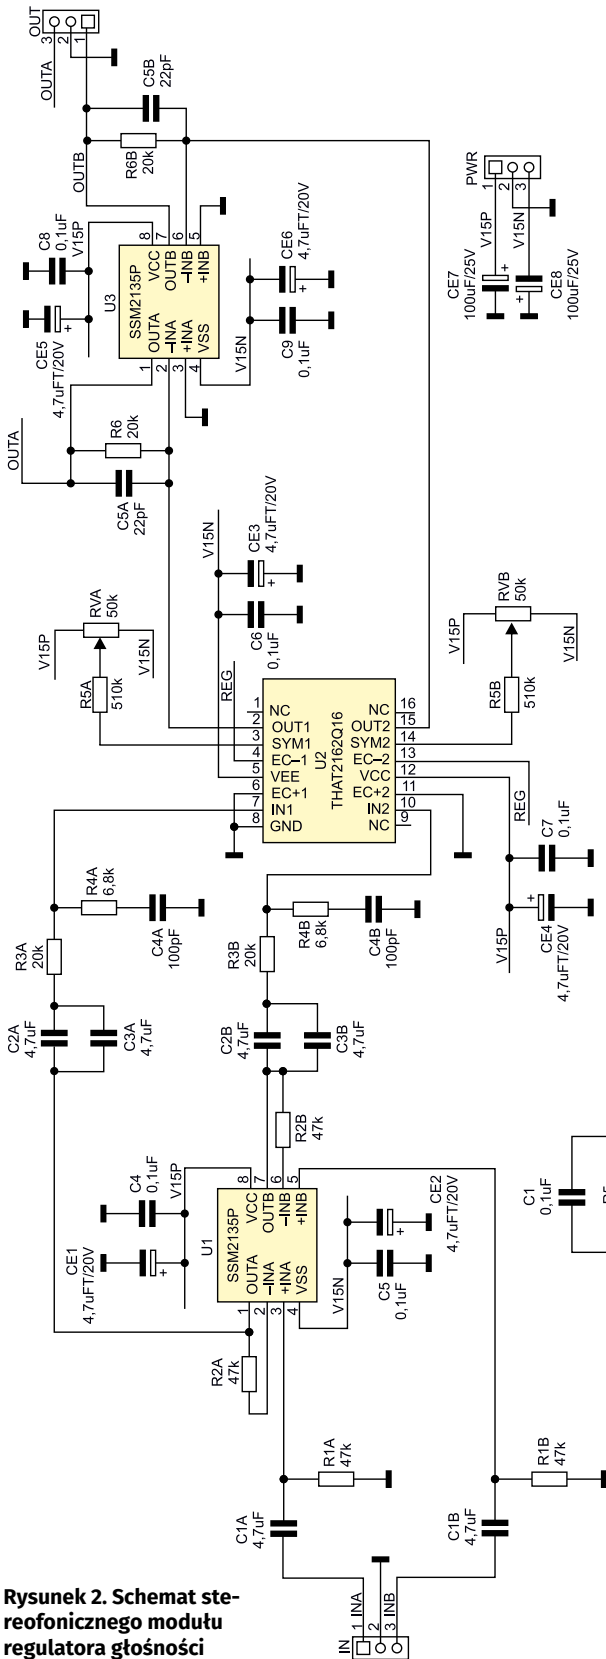 OUT
3
2
1
OUTA
C5B
22pF
R6B
20k
OUTB
C8
0,1uF
V15P
CE5
4,7uFT/20V
+
U3
SSM2135P
8
7
6
5
VCC
OUTB
–INB
+INB
OUTA
–INA
+INA
VSS
1
2
3
4
CE6
4,7uFT/20V
+
C9
0,1uF
V15N
PWR
1
2
3
V15P
V15N
CE7
100uF/25V
+
CE8
100uF/25V
+
OUTA
R6
20k
C5A
22pF
V15N
CE3
4,7uFT/20V
+
C6
0,1uF
V15P
RVA
50k
V15N
R5A
510k
REG
V15P
RVB
50k
V15N
R5B
510k
U2
THAT2162Q16
1
2
3
4
5
6
7
8
NC
OUT1
SYM1
EC–1
VEE
EC+1
IN1
GND
NC
OUT2
SYM2
EC–2
VCC
EC+2
IN2
NC
16
15
14
13
12
11
10
9
REG
C7
0,1uF
V15P
CE4
4,7uFT/20V
+
R4A
6,8k
C4A
100pF
R3A
20k
C2A
4,7uF
C3A
4,7uF
R4B
6,8k
C4B
100pF
R3B
20k
C2B
4,7uF
C3B
4,7uF
R2B
47k
C4
0,1uF
V15P
CE1
4,7uFT/20V
+
U1
SSM2135P
8
7
6
5
VCC
OUTB
–INB
+INB
OUTA
–INA
+INA
VSS
1
2
3
4
CE2
4,7uFT/20V
+
C5
0,1uF
V15N
R2A
47k
C1
0,1uF
R1A
47k
C1A
4,7uF
R1B
47k
C1B
4,7uF
IN
1
2
3
INA
INB
Rysunek 2. Schemat ste-
reofonicznego modułu
regulatora głośności